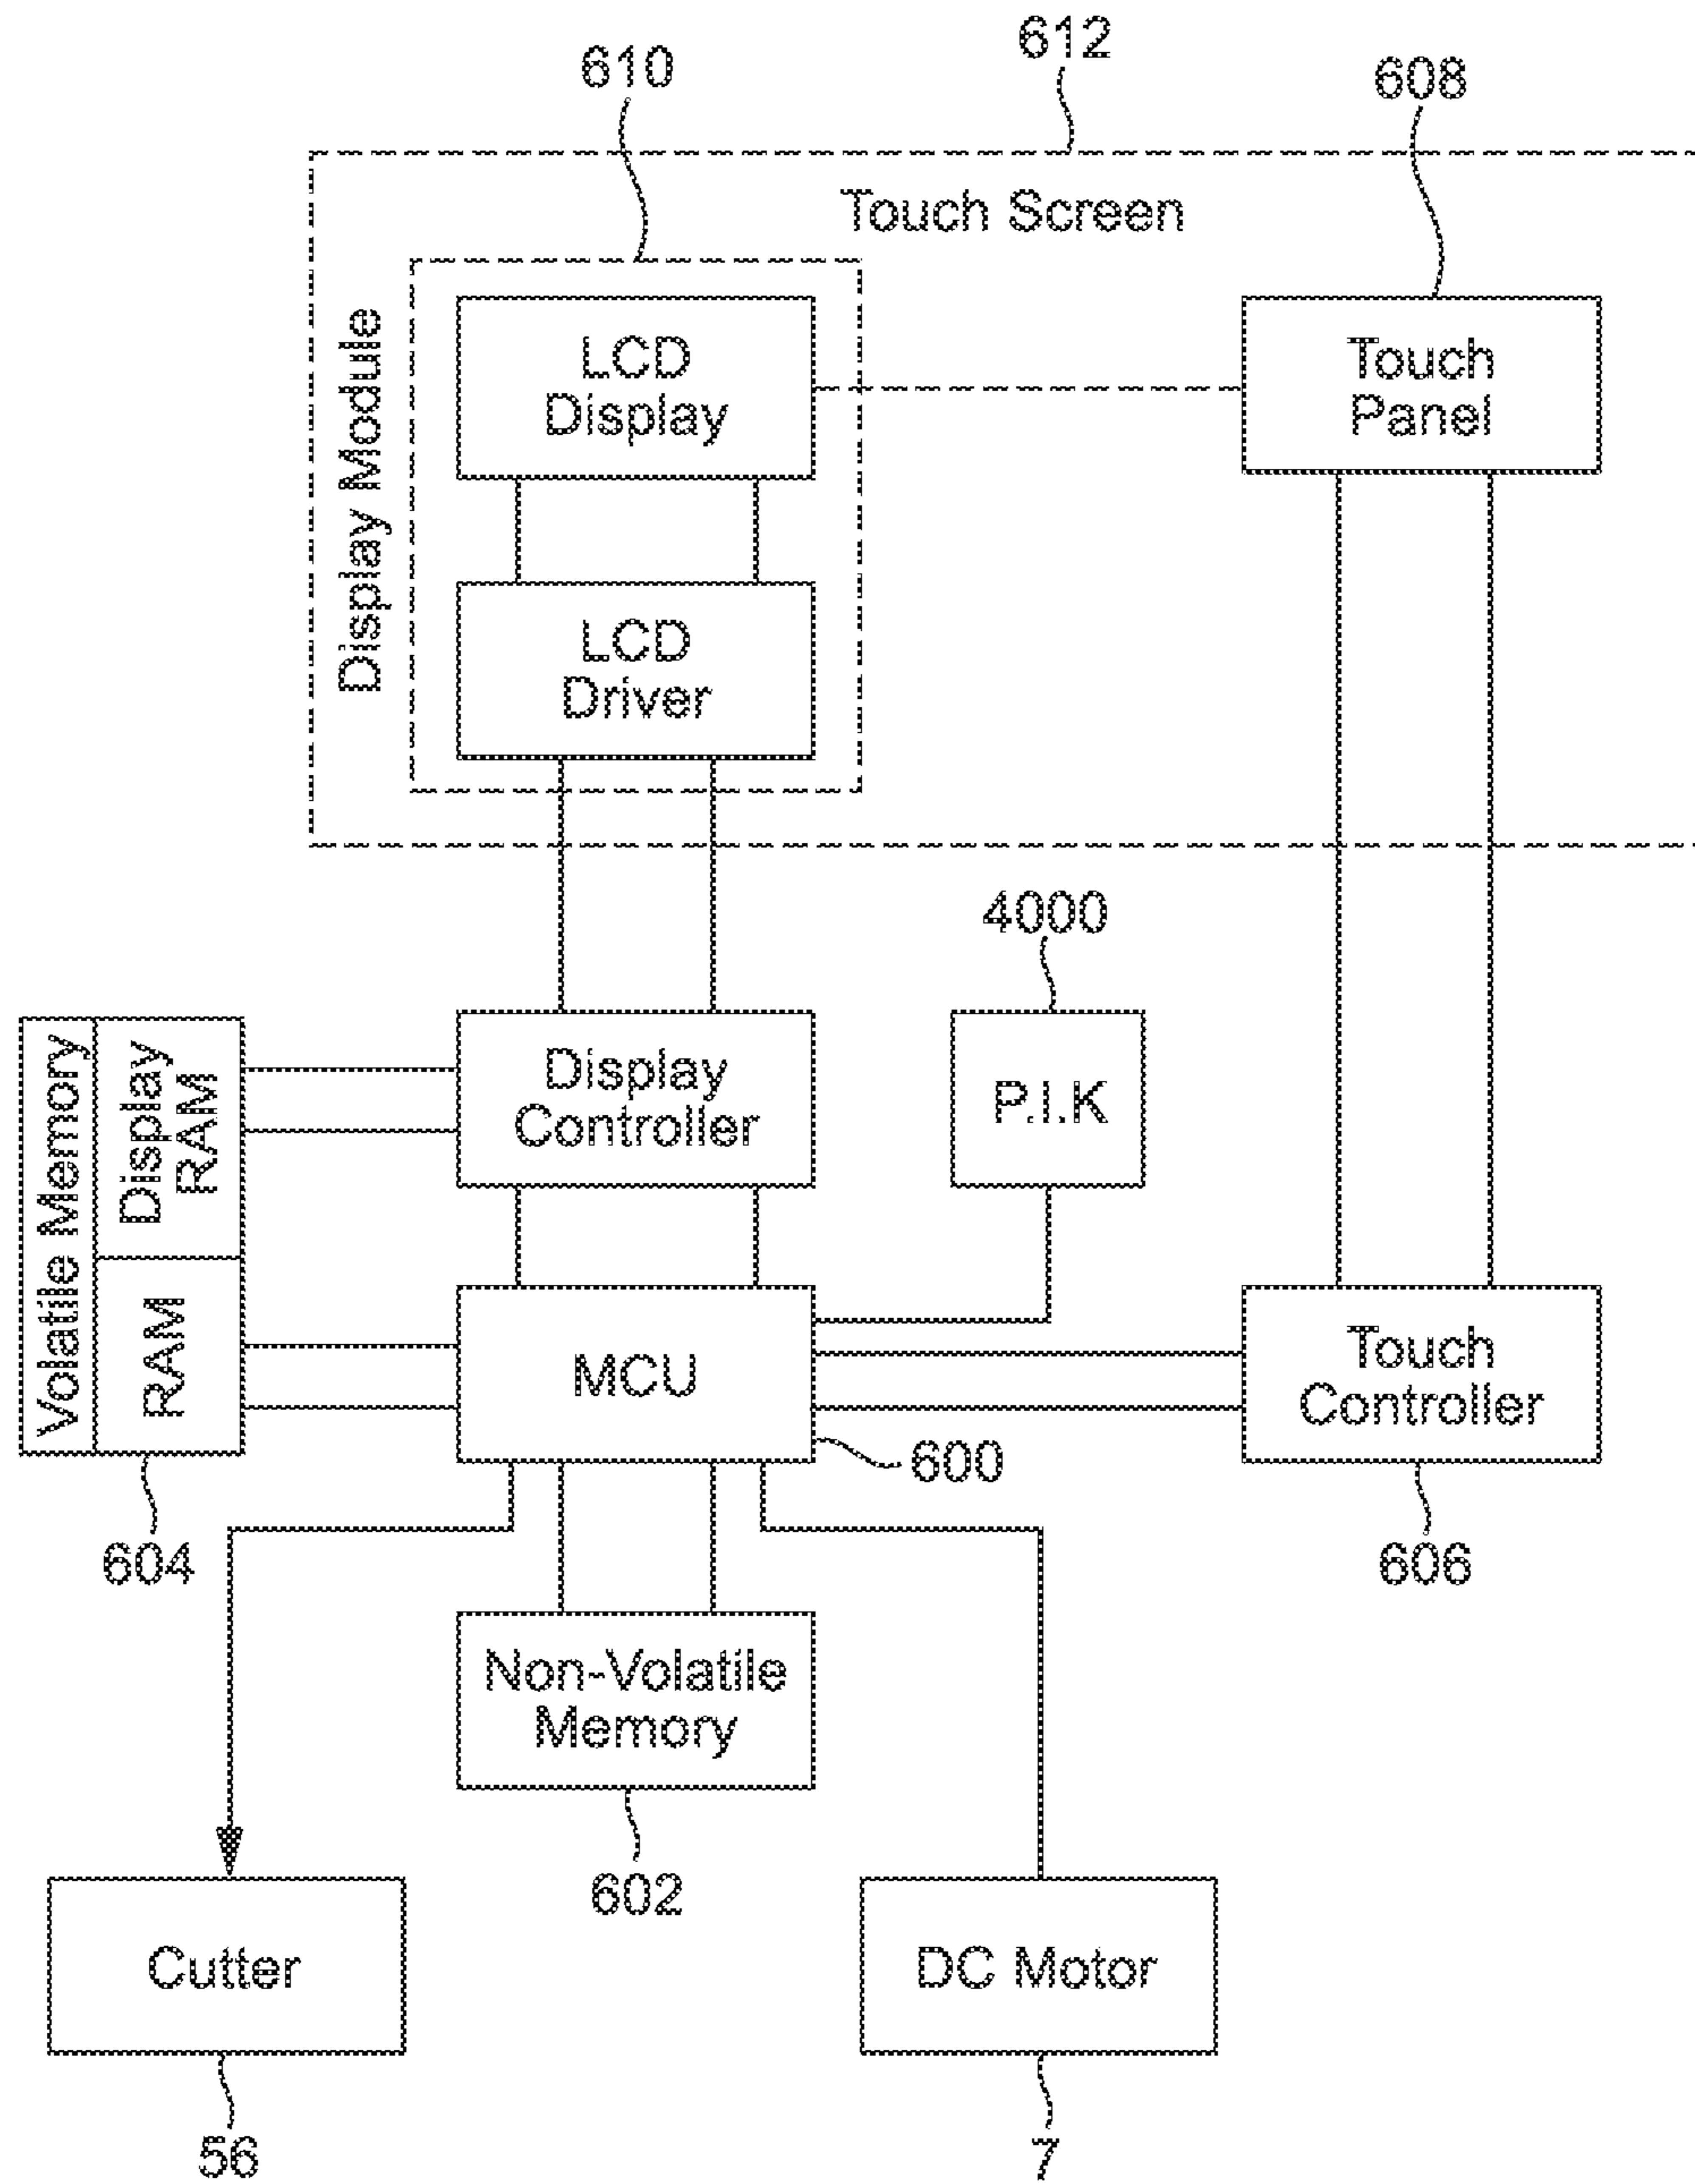 612
610
608
Touch Screen
Display Module
LCD
Display
Touch
Panel
LCD
Driver
4000
Volatile Memory
Display
RAM
Display
Controller
P.I.K
RAM
MCU
Touch
Controller
600
604
606
Non-Volatile
Memory
602
Cutter
DC Motor
56
7